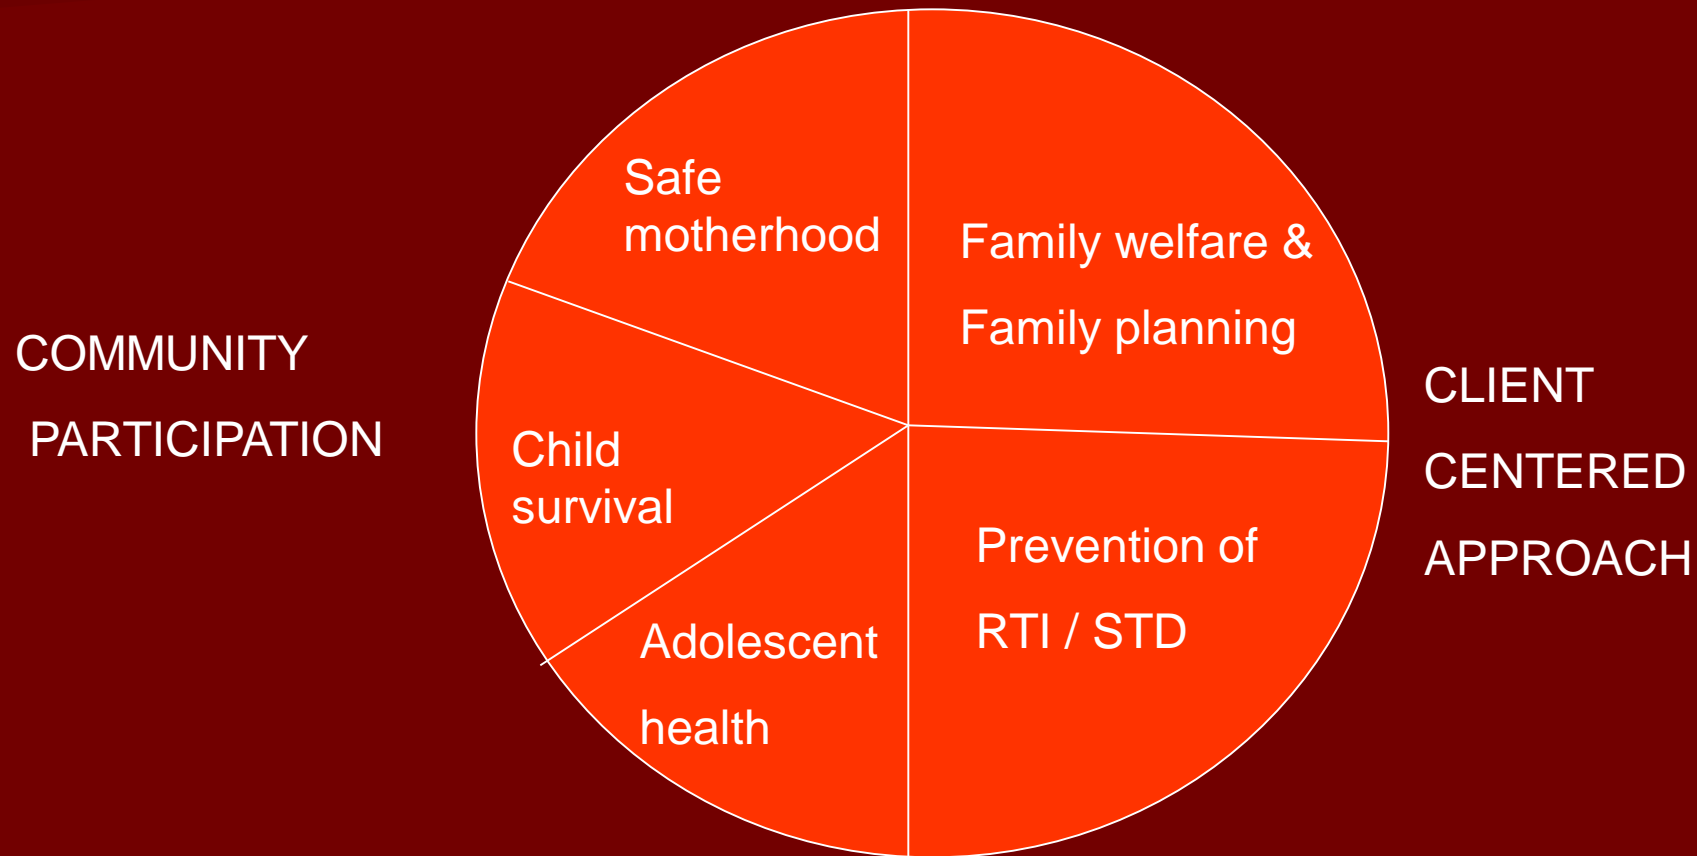 Safe
motherhood
Family welfare &
Family planning
COMMUNITY
PARTICIPATION
CLIENT
CENTERED
APPROACH
Child
survival
Prevention of
RTI / STD
Adolescent
health